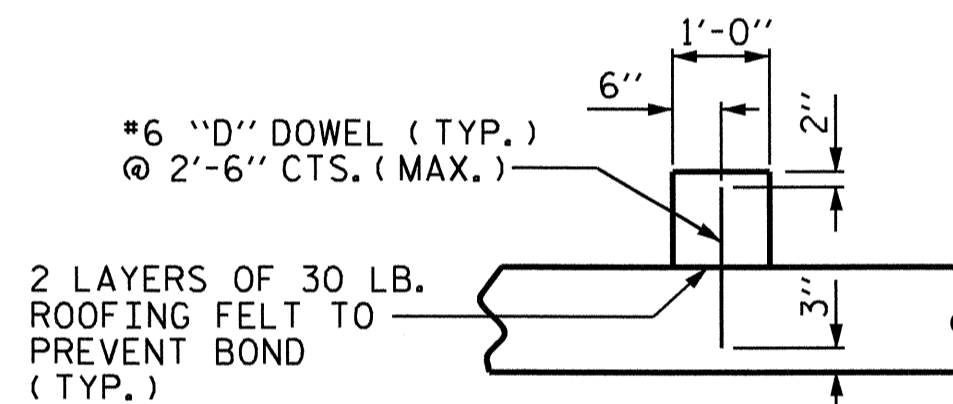 1'-0"
6"
2"
#6 "D" DOWEL (TYP.)
@ 2'-6" CTS. (MAX.)
2 LAYERS OF 30 LB.
ROOFING FELT TO
PREVENT BOND
(TYP.)
3"